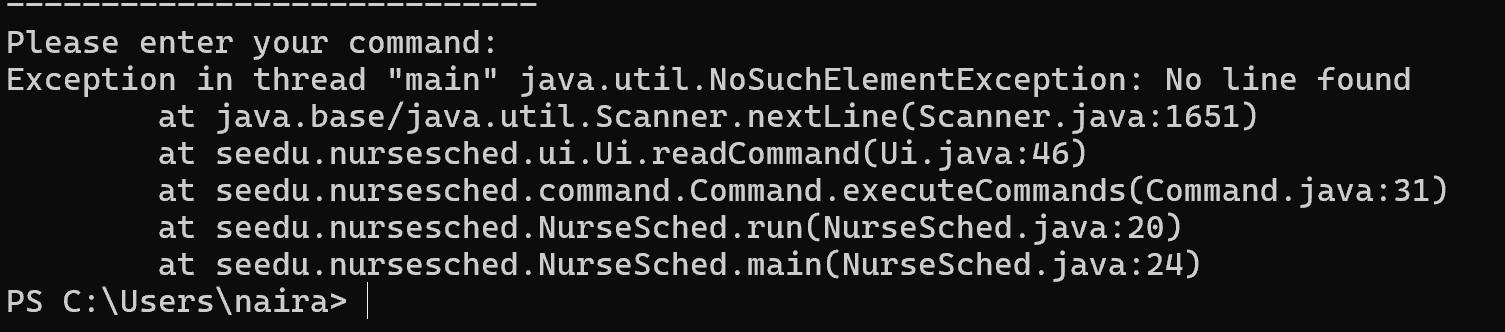 ----------------------------
Please enter your command:
Exception in thread "main" java.util.NoSuchElementException: No line found
        at java.base/java.util.Scanner.nextLine(Scanner.java:1651)
        at seedu.nursesched.ui.Ui.readCommand(Ui.java:46)
        at seedu.nursesched.command.Command.executeCommands(Command.java:31)
        at seedu.nursesched.NurseSched.run(NurseSched.java:20)
        at seedu.nursesched.NurseSched.main(NurseSched.java:24)
PS C:\Users\naira>